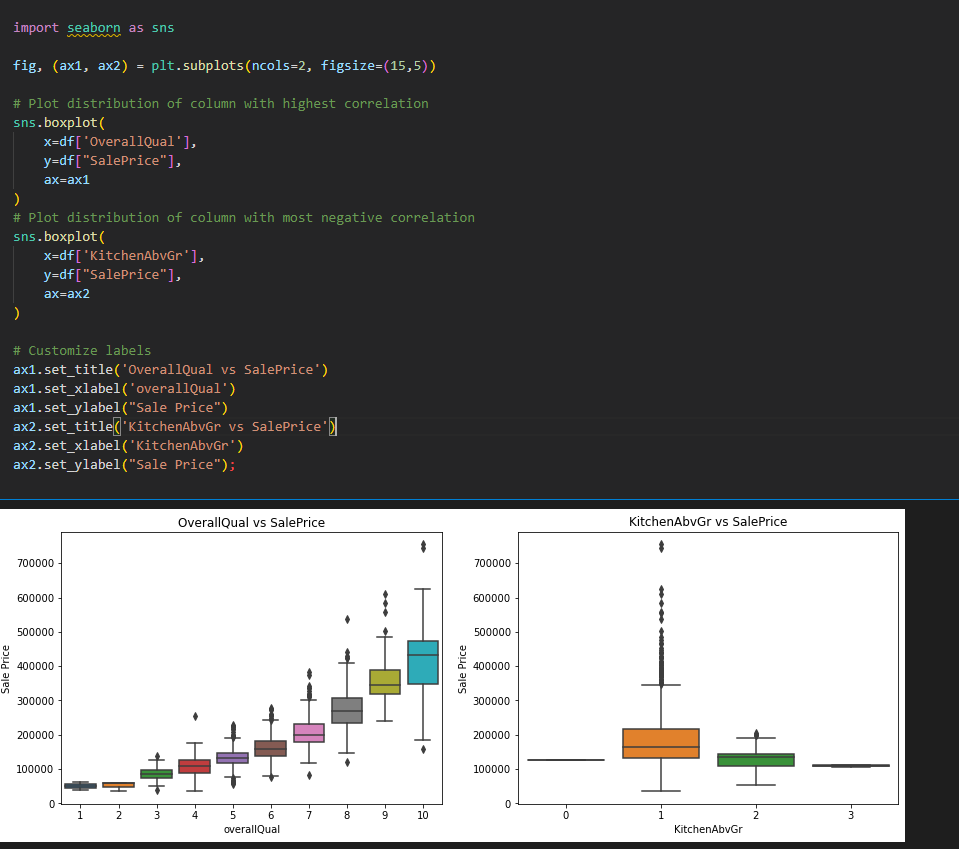 import seaborn as sns
fig, (ax1, ax2) = plt.subplots(ncols=2, figsize=(15,5))
# Plot distribution of column with highest correlation
sns.boxplot(
    x=df['OverallQual'],
    y=df["SalePrice"],
    ax=ax1
)
# Plot distribution of column with most negative correlation
sns.boxplot(
    x=df['KitchenAbvGr'],
    y=df["SalePrice"],
    ax=ax2
)
# Customize labels
ax1.set_title('OverallQual vs SalePrice')
ax1.set_xlabel('overallQual')
ax1.set_ylabel("Sale Price")
ax2.set_title('KitchenAbvGr vs SalePrice')
ax2.set_xlabel('KitchenAbvGr')
ax2.set_ylabel("Sale Price");
OverallQual vs SalePrice
700000
600000
500000
400000
300000
200000
100000
0
Sale Price
1 2 3 4 5 6 7 8 9 10
overallQual
KitchenAbvGr vs SalePrice
700000
600000
500000
400000
300000
200000
100000
0
Sale Price
0 1 2 3
KitchenAbvGr